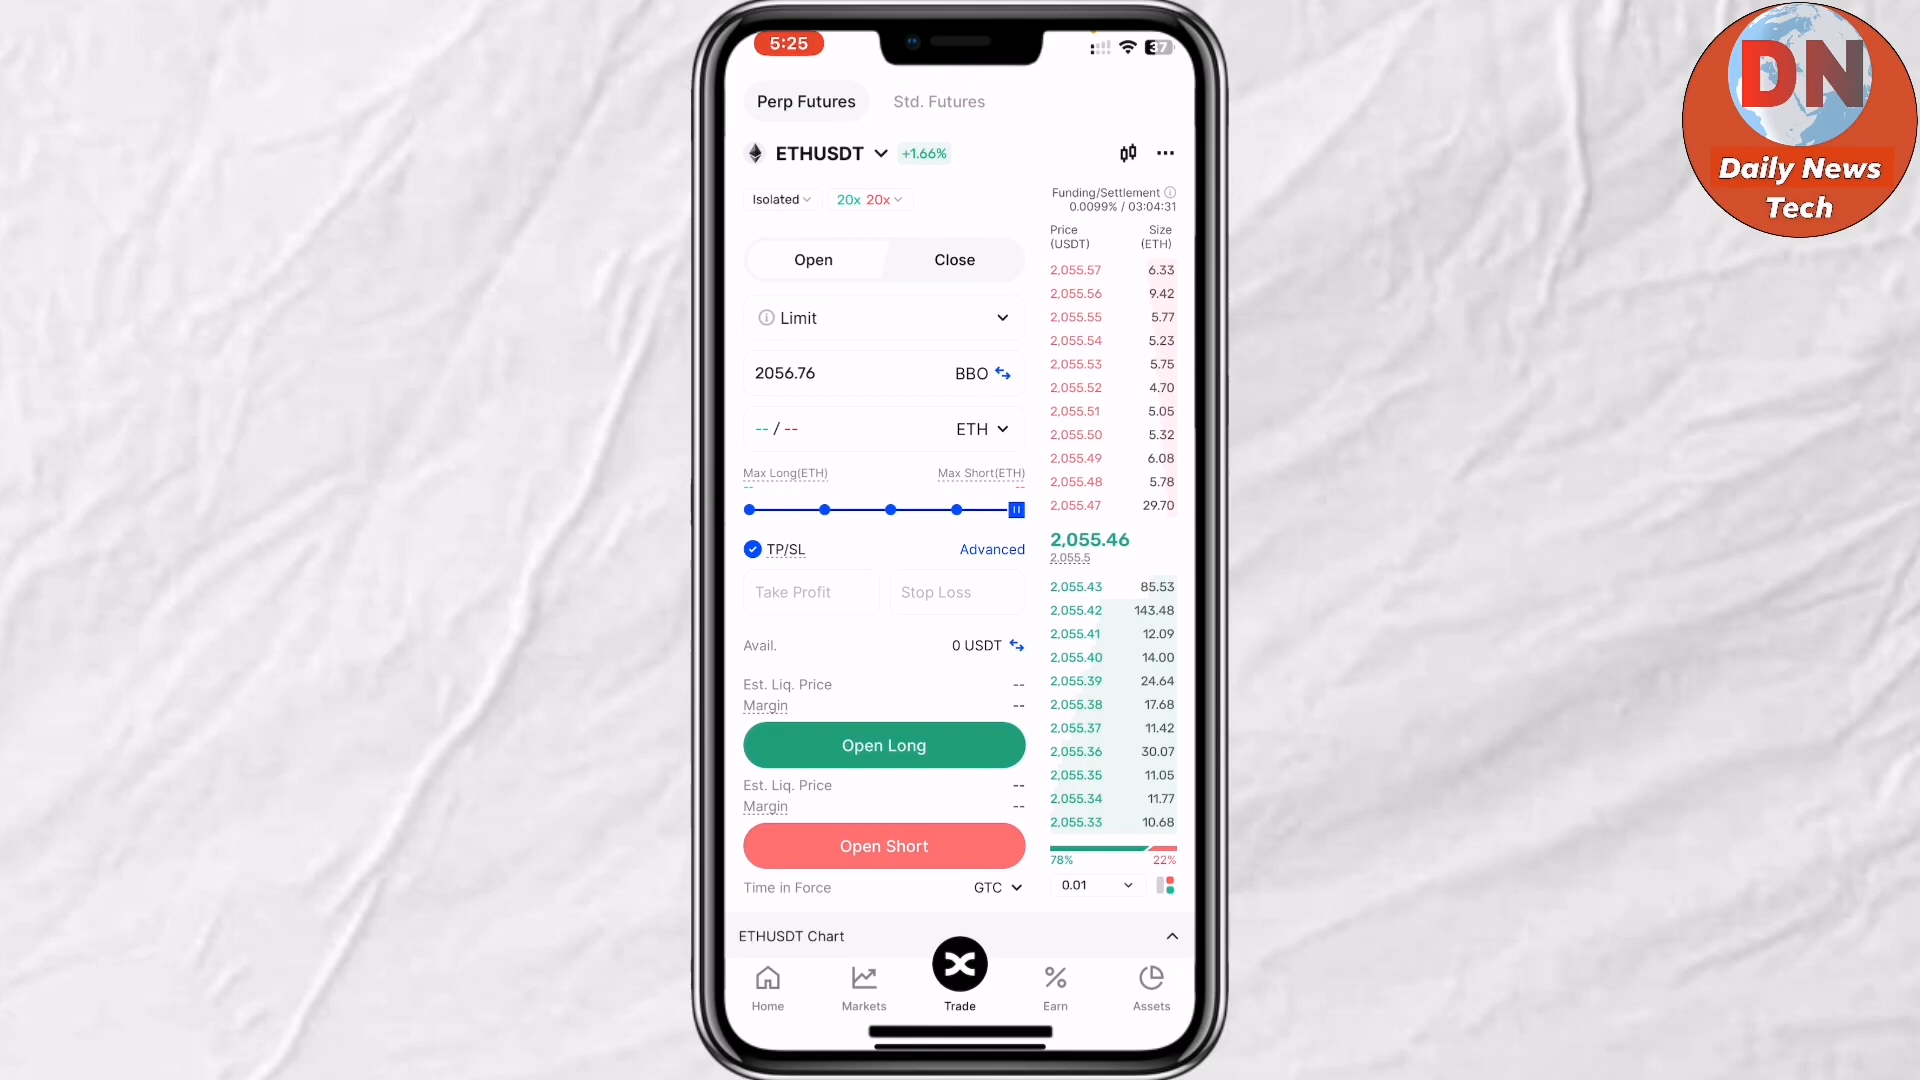 5:25
37
Perp Futures
Std. Futures
ETHUSDT
+1.66%
Isolated
20x 20x
Funding/Settlement
0.0099% / 03:04:31
Open
Close
Limit
2056.76
BBO
-- / --
ETH
Max Long(ETH)
Max Short(ETH)
--
--
TP/SL
Advanced
Take Profit
Stop Loss
Avail.
0 USDT
Est. Liq. Price
--
Margin
--
Open Long
Est. Liq. Price
--
Margin
--
Open Short
Time in Force
GTC
Price
(USDT)
Size
(ETH)
2,055.57 6.33
2,055.56 9.42
2,055.55 5.77
2,055.54 5.23
2,055.53 5.75
2,055.52 4.70
2,055.51 5.05
2,055.50 5.32
2,055.49 6.08
2,055.48 5.78
2,055.47 29.70
2,055.46
2,055.5
2,055.43 85.53
2,055.42 143.48
2,055.41 12.09
2,055.40 14.00
2,055.39 24.64
2,055.38 17.68
2,055.37 11.42
2,055.36 30.07
2,055.35 11.05
2,055.34 11.77
2,055.33 10.68
78%
22%
0.01
ETHUSDT Chart
Home
Markets
Trade
Earn
Assets
DN
Daily News
Tech